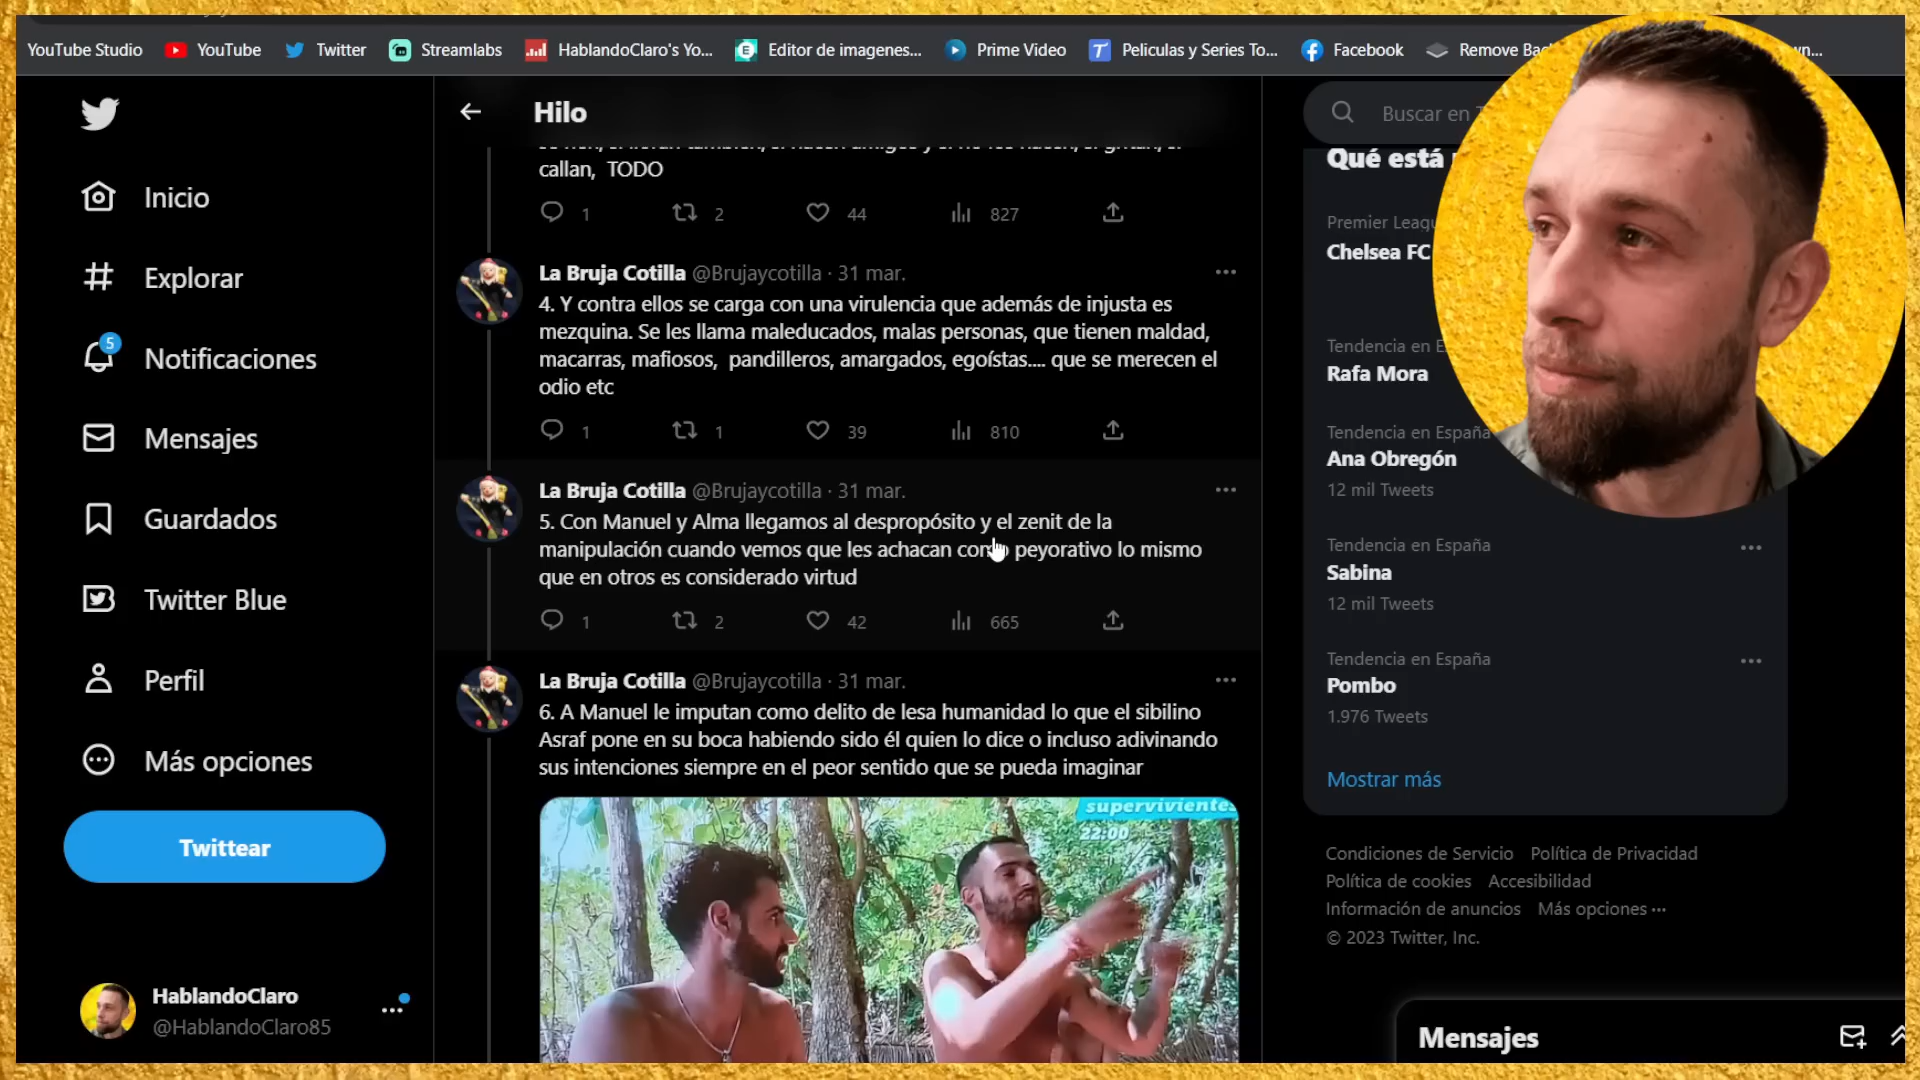 YouTube Studio YouTube Twitter Streamlabs HablandoClaro's Yo... Editor de imagenes... Prime Video Peliculas y Series To... Facebook Remove
Inicio
Explorar
5
Notificaciones
Mensajes
Guardados
Twitter Blue
Perfil
Más opciones
Twittear
HablandoClaro
@HablandoClaro85
Hilo
callan, TODO
1 2 44 827
La Bruja Cotilla @Brujaycotilla · 31 mar.
4. Y contra ellos se carga con una virulencia que además de injusta es
mezquina. Se les llama maleducados, malas personas, que tienen maldad,
macarras, mafiosos, pandilleros, amargados, egoístas.... que se merecen el
odio etc
1 1 39 810
La Bruja Cotilla @Brujaycotilla · 31 mar.
5. Con Manuel y Alma llegamos al despropósito y el zenit de la
manipulación cuando vemos que les achacan como peyorativo lo mismo
que en otros es considerado virtud
1 2 42 665
La Bruja Cotilla @Brujaycotilla · 31 mar.
6. A Manuel le imputan como delito de lesa humanidad lo que el sibilino
Asraf pone en su boca habiendo sido él quien lo dice o incluso adivinando
sus intenciones siempre en el peor sentido que se pueda imaginar
supervivientes
22:00
Buscar en
Qué está
Premier Leagu
Chelsea FC
Tendencia en E
Rafa Mora
Tendencia en España
Ana Obregón
12 mil Tweets
Tendencia en España
Sabina
12 mil Tweets
Tendencia en España
Pombo
1.976 Tweets
Mostrar más
Condiciones de Servicio Política de Privacidad
Política de cookies Accesibilidad
Información de anuncios Más opciones ···
© 2023 Twitter, Inc.
Mensajes